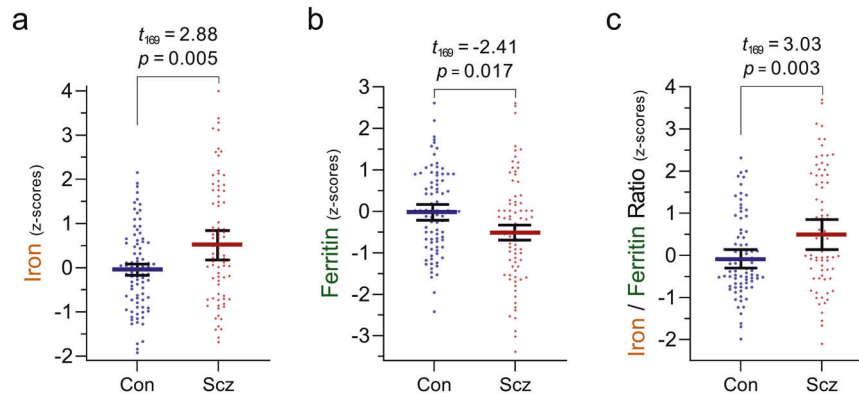 a
t169 = 2.88
p = 0.005
Iron (z-scores)
4
3
2
1
0
-1
-2
Con Scz
b
t169 = -2.41
p = 0.017
Ferritin (z-scores)
3
2
1
0
-1
-2
-3
Con Scz
c
t169 = 3.03
p = 0.003
Iron / Ferritin Ratio (z-scores)
4
3
2
1
0
-1
-2
Con Scz